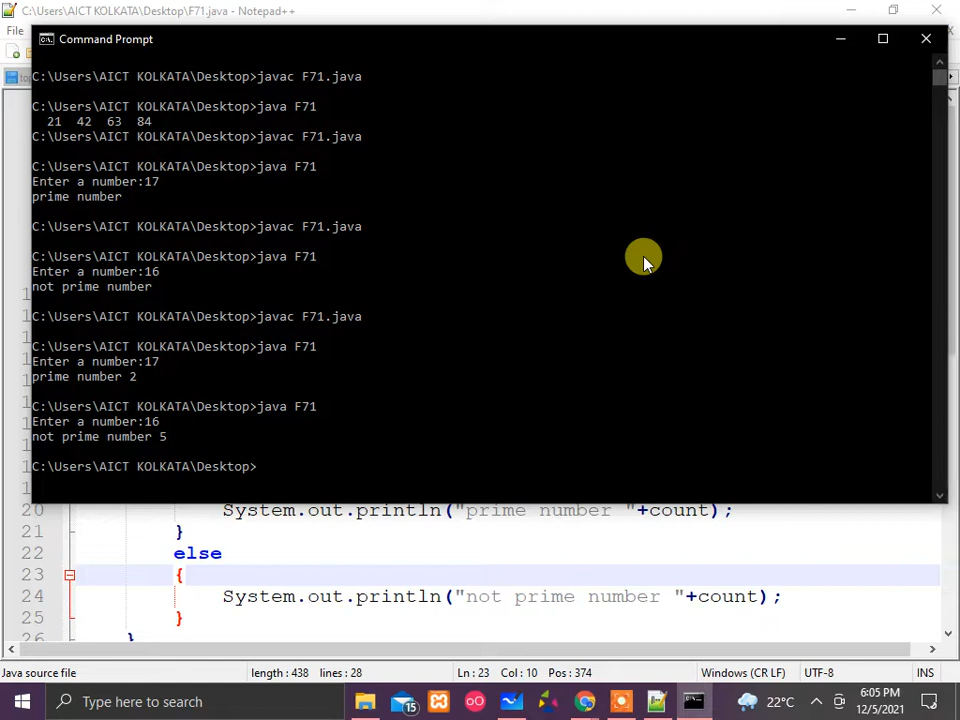 C:\Users\AICT KOLKATA\Desktop\F71.java - Notepad++
File
Command Prompt
C:\Users\AICT KOLKATA\Desktop>javac F71.java
C:\Users\AICT KOLKATA\Desktop>java F71
21 42 63 84
C:\Users\AICT KOLKATA\Desktop>javac F71.java
C:\Users\AICT KOLKATA\Desktop>java F71
Enter a number:17
prime number
C:\Users\AICT KOLKATA\Desktop>javac F71.java
C:\Users\AICT KOLKATA\Desktop>java F71
Enter a number:16
not prime number
C:\Users\AICT KOLKATA\Desktop>javac F71.java
C:\Users\AICT KOLKATA\Desktop>java F71
Enter a number:17
prime number 2
C:\Users\AICT KOLKATA\Desktop>java F71
Enter a number:16
not prime number 5
C:\Users\AICT KOLKATA\Desktop>
20 System.out.println("prime number "+count);
21 }
22 else
23 {
24 System.out.println("not prime number "+count);
25 }
26 }
Java source file length : 438 lines : 28 Ln : 23 Col : 10 Pos : 374 Windows (CR LF) UTF-8 INS
Type here to search 15 22°C 6:05 PM
12/5/2021